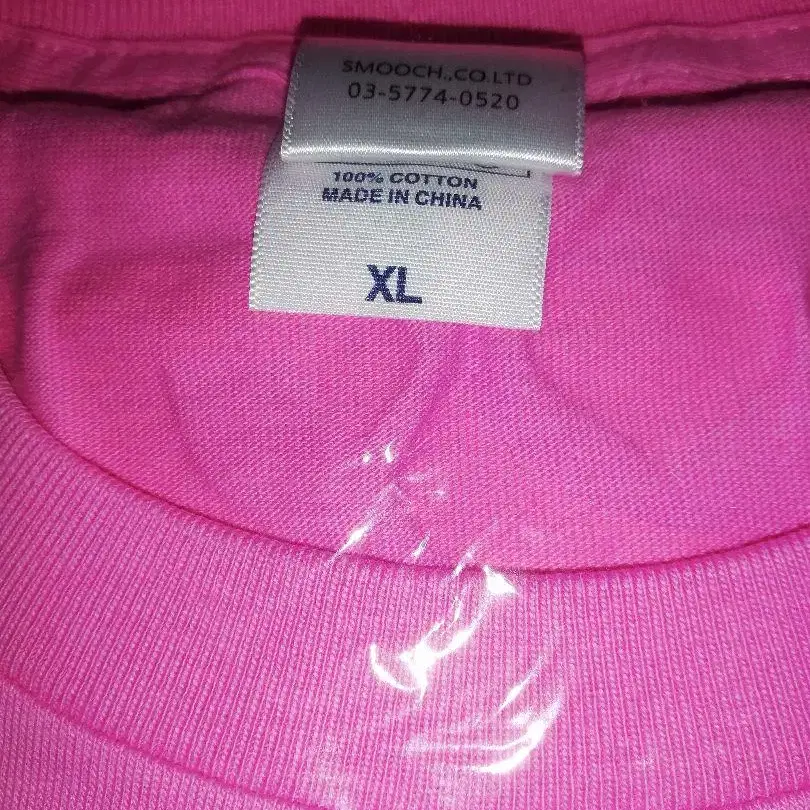 SMOOCH.,CO.LTD
03-5774-0520
100% COTTON
MADE IN CHINA
XL